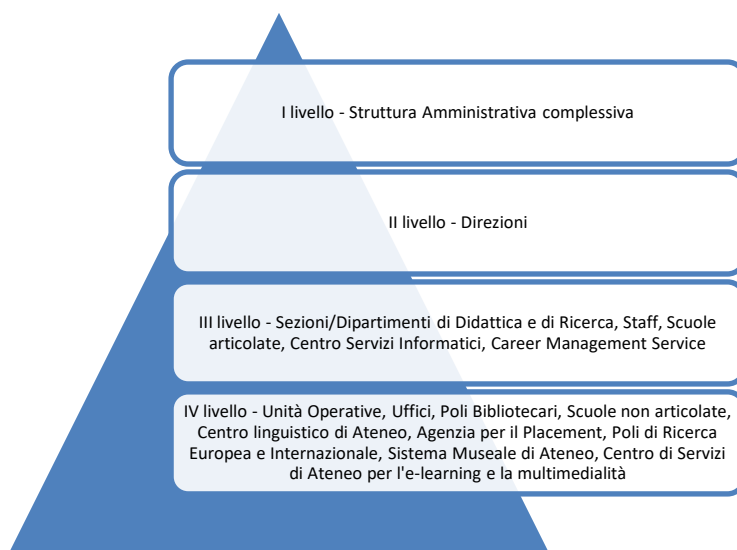 I livello - Struttura Amministrativa complessiva
II livello - Direzioni
III livello - Sezioni/Dipartimenti di Didattica e di Ricerca, Staff, Scuole
articolate, Centro Servizi Informatici, Career Management Service
IV livello - Unità Operative, Uffici, Poli Bibliotecari, Scuole non articolate,
Centro linguistico di Ateneo, Agenzia per il Placement, Poli di Ricerca
Europea e Internazionale, Sistema Museale di Ateneo, Centro di Servizi
di Ateneo per l'e-learning e la multimedialità